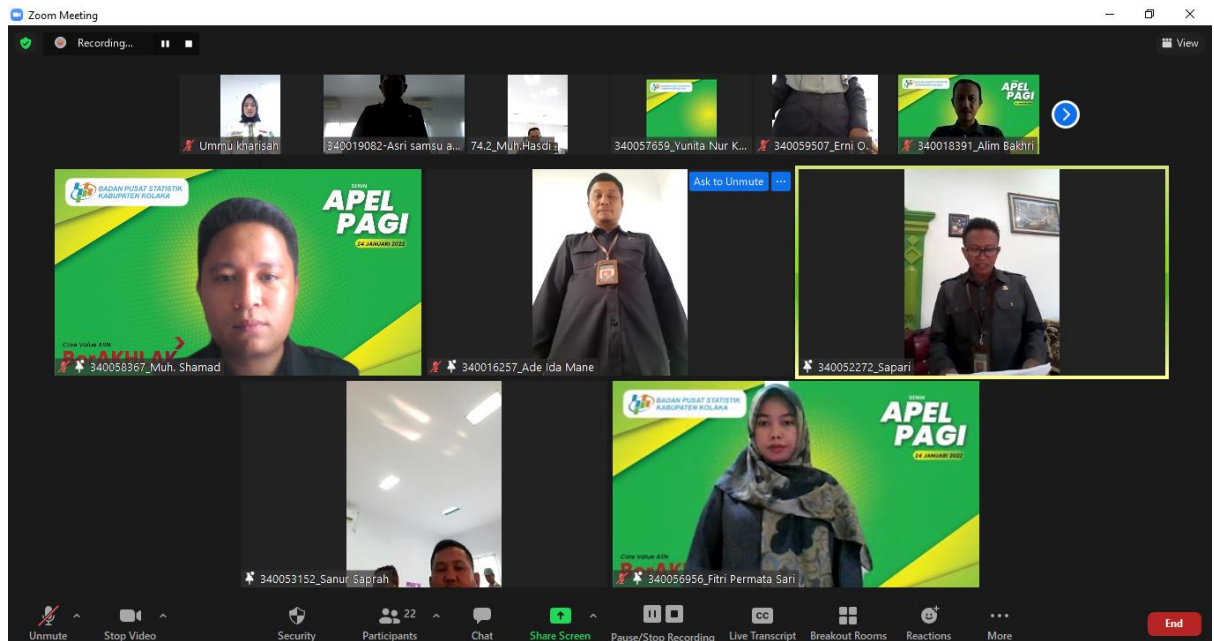 Zoom Meeting
Recording...
View
Ummu kharisah
340019082-Asri samsu a...
74.2_Muh.Hasdi
340057659_Yunita Nur K...
340059507_Erni O.
340018391_Alim Bakhri
APEL
PAGI
Ask to Unmute
BADAN PUSAT STATISTIK
KABUPATEN KOLAKA
SENIN
APEL
PAGI
24 JANUARI 2022
Core Value ASN
BerAKHLAK
340058367_Muh. Shamad
340016257_Ade Ida Mane
340052272_Sapari
BADAN PUSAT STATISTIK
KABUPATEN KOLAKA
SENIN
APEL
PAGI
24 JANUARI 2022
Core Value ASN
340053152_Sanur Saprah
340056956_Fitri Permata Sari
Unmute
Stop Video
Security
22
Participants
Chat
Share Screen
Pause/Stop Recording
CC
Live Transcript
Breakout Rooms
Reactions
More
End